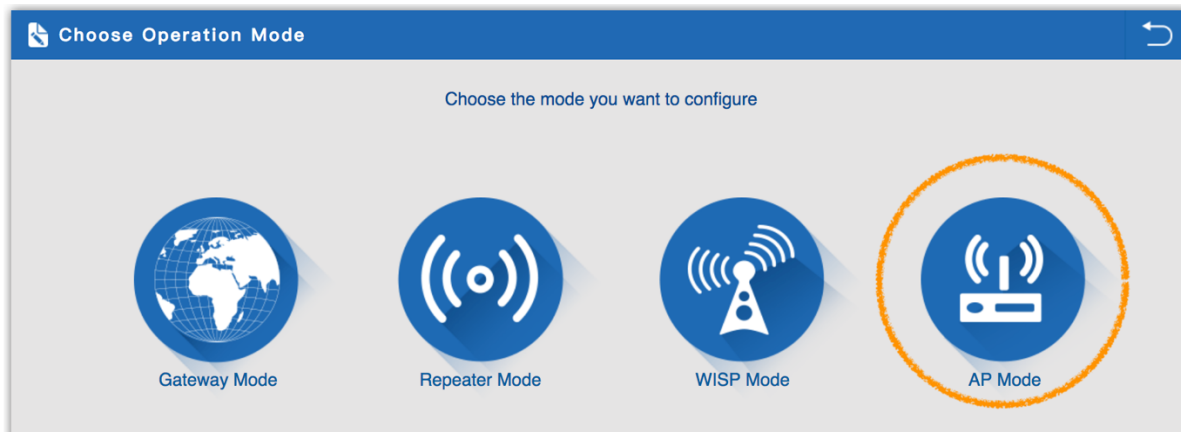 Choose Operation Mode
Choose the mode you want to configure
Gateway Mode
Repeater Mode
WISP Mode
AP Mode